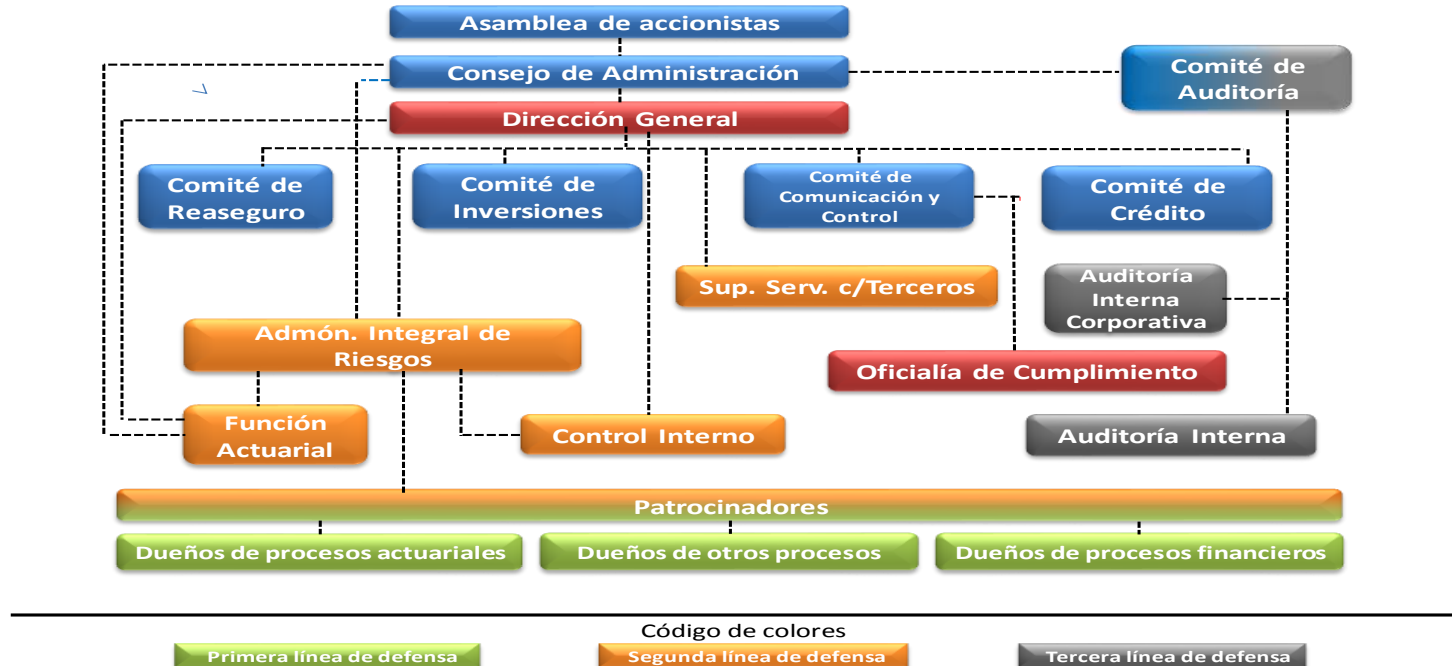 Asamblea de accionistas
Consejo de Administración
Comité de
Auditoría
Dirección General
Comité de
Reaseguro
Comité de
Inversiones
Comité de
Comunicación y
Control
Comité de
Crédito
Sup. Serv. c/Terceros
Auditoría
Interna
Corporativa
Admón. Integral de
Riesgos
Oficialía de Cumplimiento
Función
Actuarial
Control Interno
Auditoría Interna
Patrocinadores
Dueños de procesos actuariales
Dueños de otros procesos
Dueños de procesos financieros
Código de colores
Primera línea de defensa
Segunda línea de defensa
Tercera línea de defensa